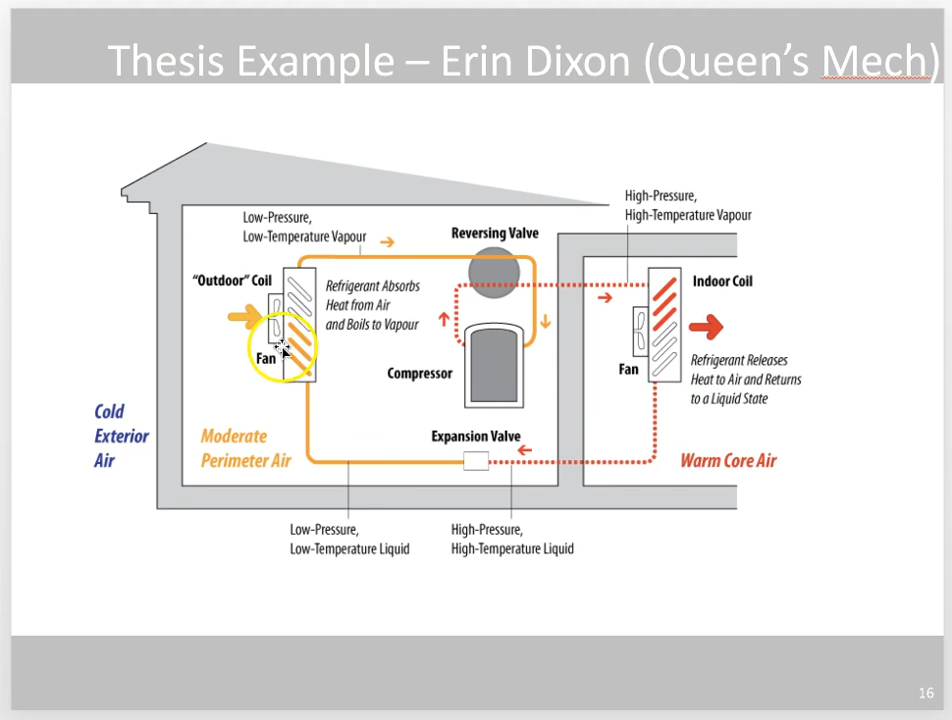 Thesis Example – Erin Dixon (Queen's Mech)
High-Pressure,
High-Temperature Vapour
Low-Pressure,
Low-Temperature Vapour
Reversing Valve
"Outdoor" Coil
Refrigerant Absorbs
Heat from Air
and Boils to Vapour
Indoor Coil
Fan
Compressor
Fan
Refrigerant Releases
Heat to Air and Returns
to a Liquid State
Cold
Exterior
Air
Moderate
Perimeter Air
Expansion Valve
Warm Core Air
Low-Pressure,
Low-Temperature Liquid
High-Pressure,
High-Temperature Liquid
16